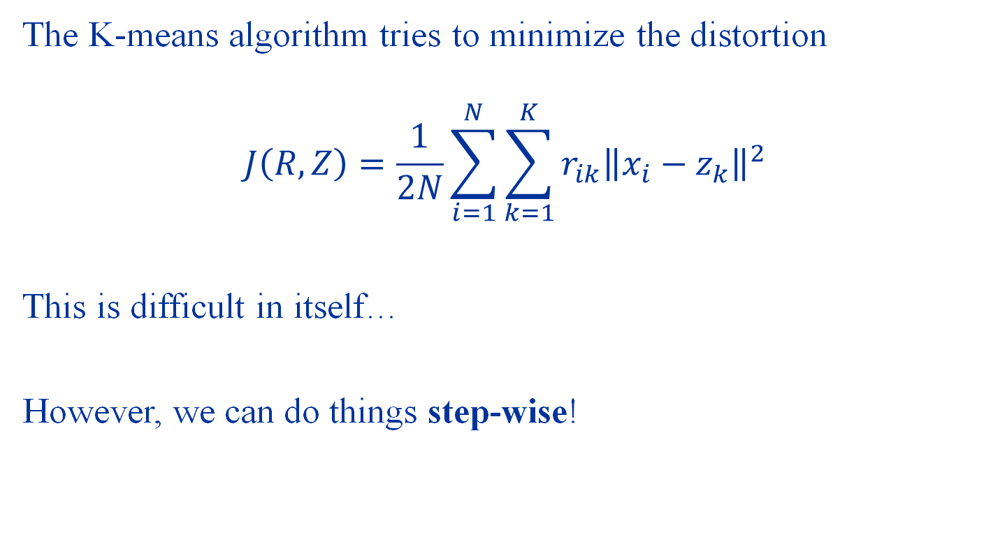 The K-means algorithm tries to minimize the distortion
J(R, Z) = \frac{1}{2N} \sum_{i=1}^{N} \sum_{k=1}^{K} r_{ik} \|x_i − z_k\|^2
This is difficult in itself…
However, we can do things step-wise!